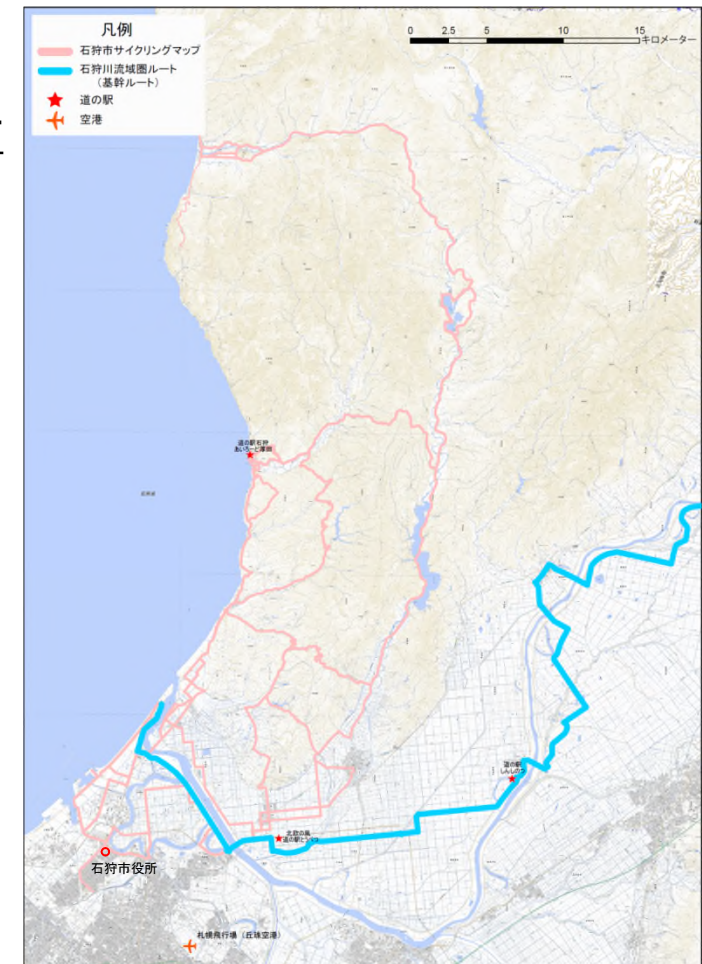 凡例
石狩市サイクリングマップ
石狩川流域圏ルート
（基幹ルート）
道の駅
空港
0 2.5 5 10 15
キロメーター
道の駅石狩
あいろーど厚田
道の駅
しんしのつ
北欧の風
道の駅とうべつ
石狩市役所
札幌飛行場（丘珠空港）